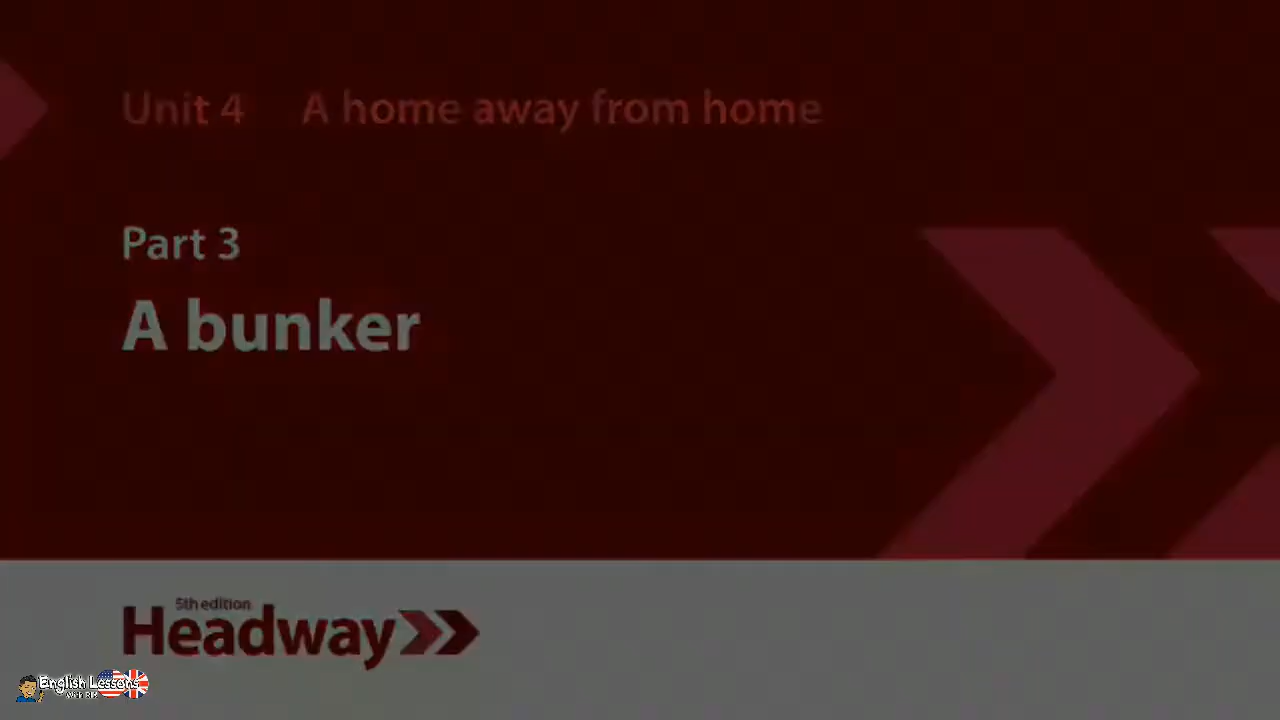 Unit 4 A home away from home
Part 3
A bunker
5th edition
Headway
English Lessons